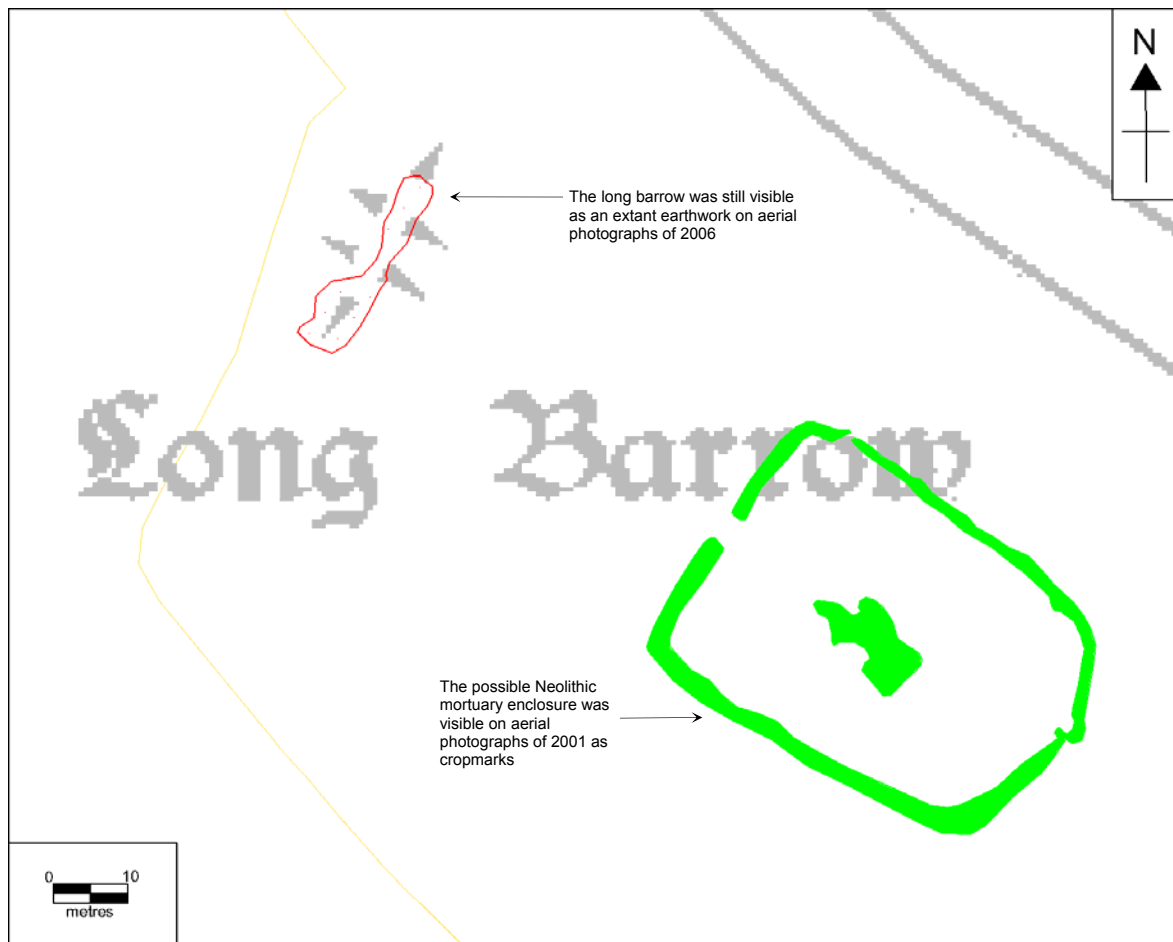 N
The long barrow was still visible
as an extant earthwork on aerial
photographs of 2006
Long Barrow
The possible Neolithic
mortuary enclosure was
visible on aerial
photographs of 2001 as
cropmarks
0 10
metres